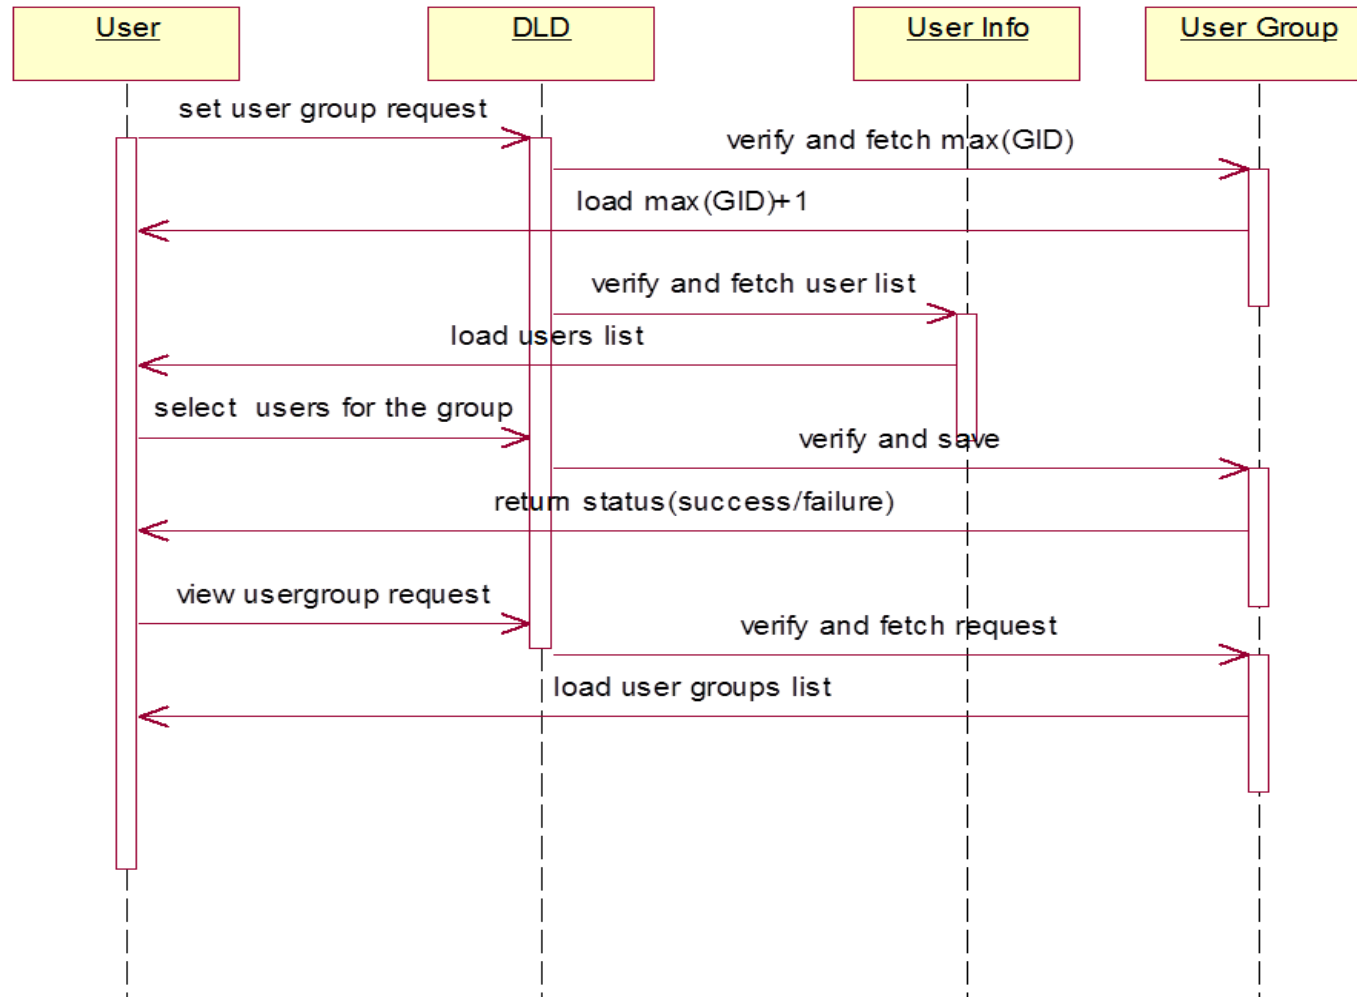 User
DLD
User Info
User Group
set user group request
verify and fetch max(GID)
load max(GID)+1
verify and fetch user list
load users list
select  users for the group
verify and save
return status(success/failure)
view usergroup request
verify and fetch request
load user groups list